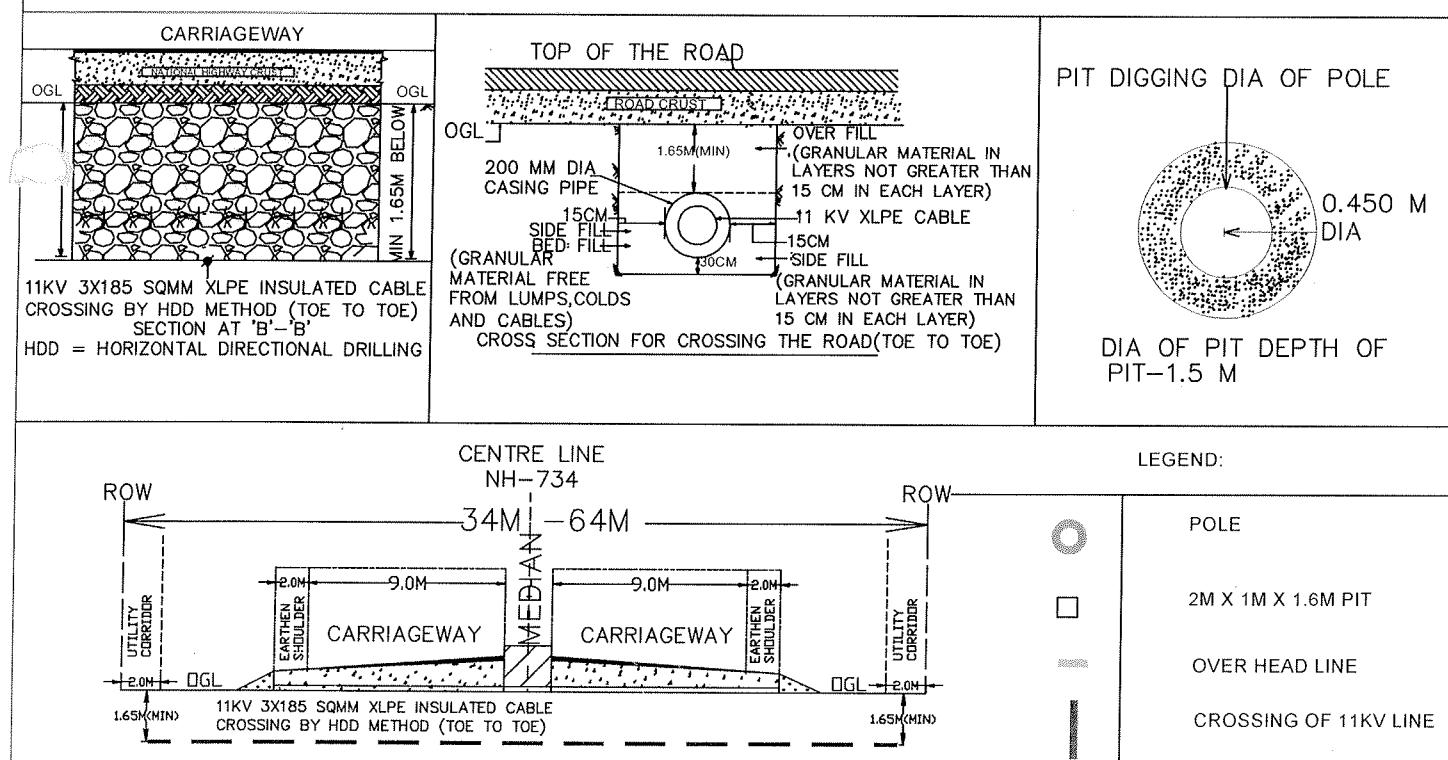 CARRIAGEWAY
NATIONAL HIGHWAY CRUST
OGL
OGL
MIN 1.65M BELOW
11KV 3X185 SQMM XLPE INSULATED CABLE
CROSSING BY HDD METHOD (TOE TO TOE)
SECTION AT 'B'-'B'
HDD = HORIZONTAL DIRECTIONAL DRILLING
TOP OF THE ROAD
ROAD CRUST
OGL
1.65M(MIN)
OVER FILL
(GRANULAR MATERIAL IN
LAYERS NOT GREATER THAN
15 CM IN EACH LAYER)
200 MM DIA
CASING PIPE
15CM
SIDE FILL
BED: FILL
(GRANULAR
MATERIAL FREE
FROM LUMPS,COLDS
AND CABLES)
11 KV XLPE CABLE
15CM
SIDE FILL
30CM
(GRANULAR MATERIAL IN
LAYERS NOT GREATER THAN
15 CM IN EACH LAYER)
CROSS SECTION FOR CROSSING THE ROAD(TOE TO TOE)
PIT DIGGING DIA OF POLE
0.450 M
DIA
DIA OF PIT DEPTH OF
PIT-1.5 M
CENTRE LINE
NH-734
ROW
ROW
34M -64M
MEDIAN
2.0M
9.0M
9.0M
2.0M
UTILITY
CORRIDOR
EARTHEN
SHOULDER
CARRIAGEWAY
CARRIAGEWAY
EARTHEN
SHOULDER
UTILITY
CORRIDOR
2.0M
OGL
OGL
2.0M
1.65M(MIN)
11KV 3X185 SQMM XLPE INSULATED CABLE
CROSSING BY HDD METHOD (TOE TO TOE)
1.65M(MIN)
LEGEND:
POLE
2M X 1M X 1.6M PIT
OVER HEAD LINE
CROSSING OF 11KV LINE